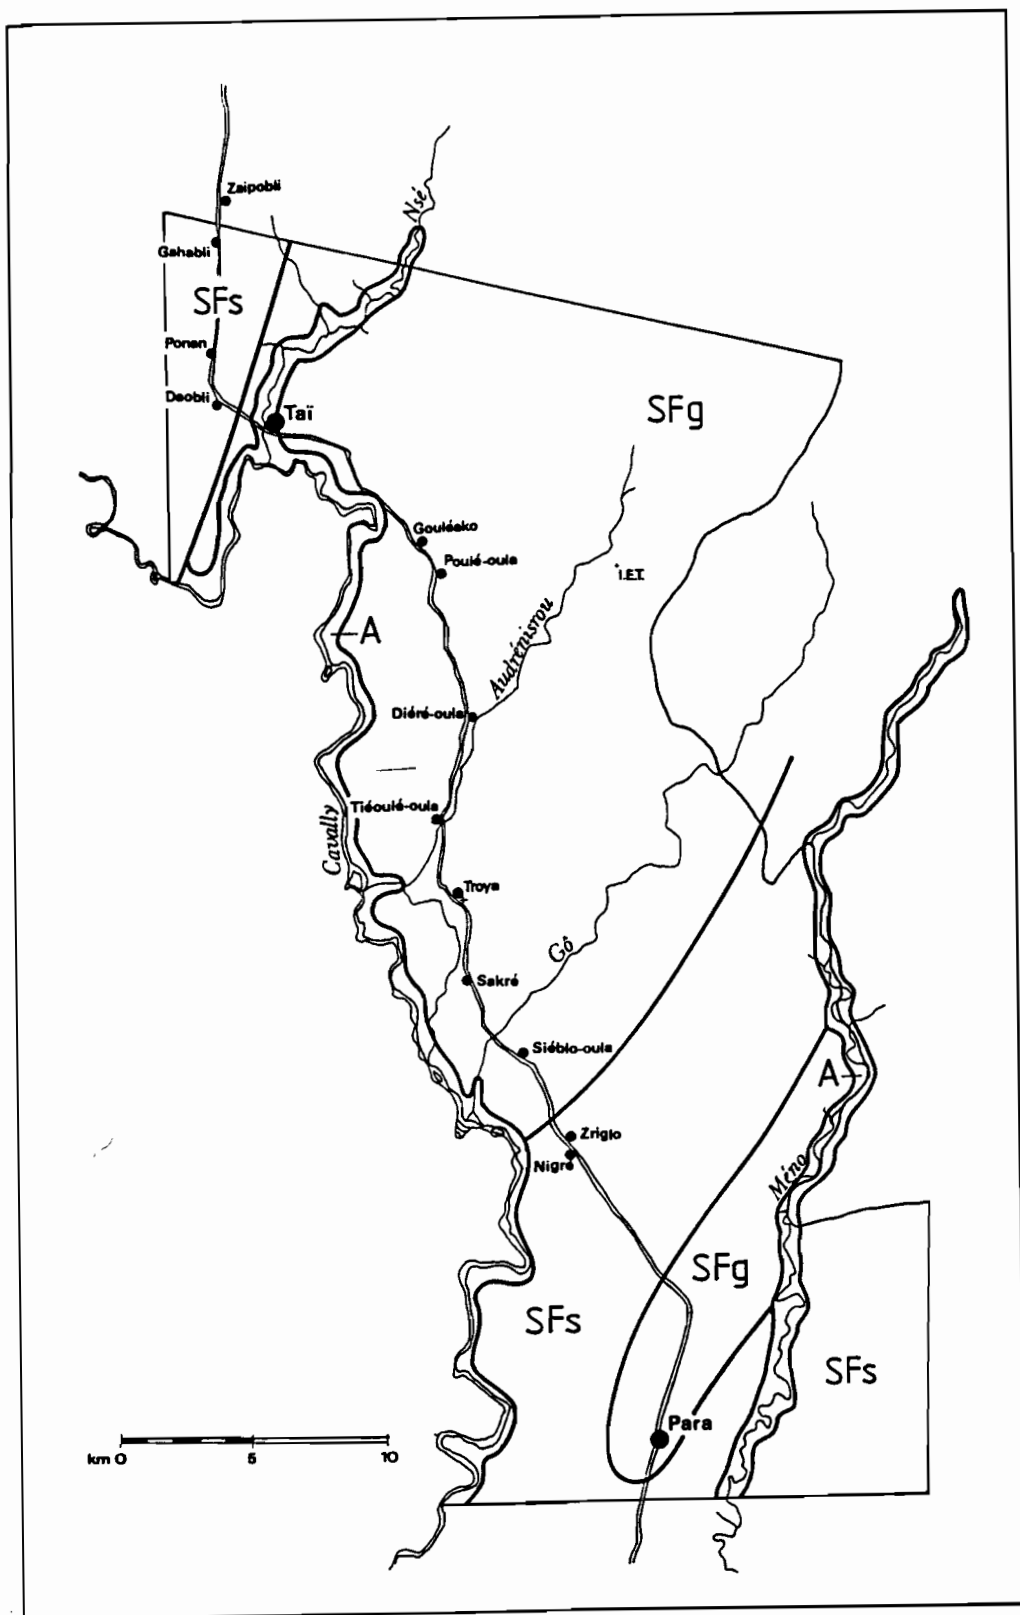 Zaipobli
Nsé
Gahabli
SFs
Ponan
Daobli
Taï
SFg
Gouléako
Poulé-oula
I.E.T.
Audrénisrou
A
Diéré-oula
Tiéoulé-oula
Cavally
Troya
Gô
Sakré
Siéblo-oula
A
Zriglo
Nigré
Méno
SFg
SFs
SFs
Para
km 0 5 10